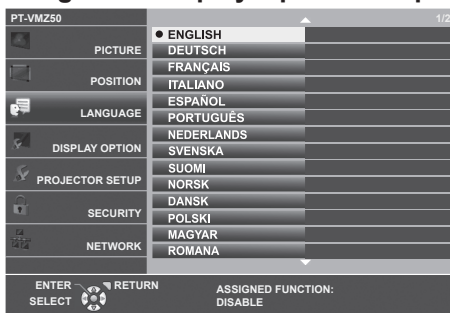 PT-VMZ50 1/2
PICTURE
POSITION
LANGUAGE
DISPLAY OPTION
PROJECTOR SETUP
SECURITY
NETWORK
ENGLISH
DEUTSCH
FRANÇAIS
ITALIANO
ESPAÑOL
PORTUGUÊS
NEDERLANDS
SVENSKA
SUOMI
NORSK
DANSK
POLSKI
MAGYAR
ROMANA
ENTER
SELECT
RETURN
ASSIGNED FUNCTION:
DISABLE